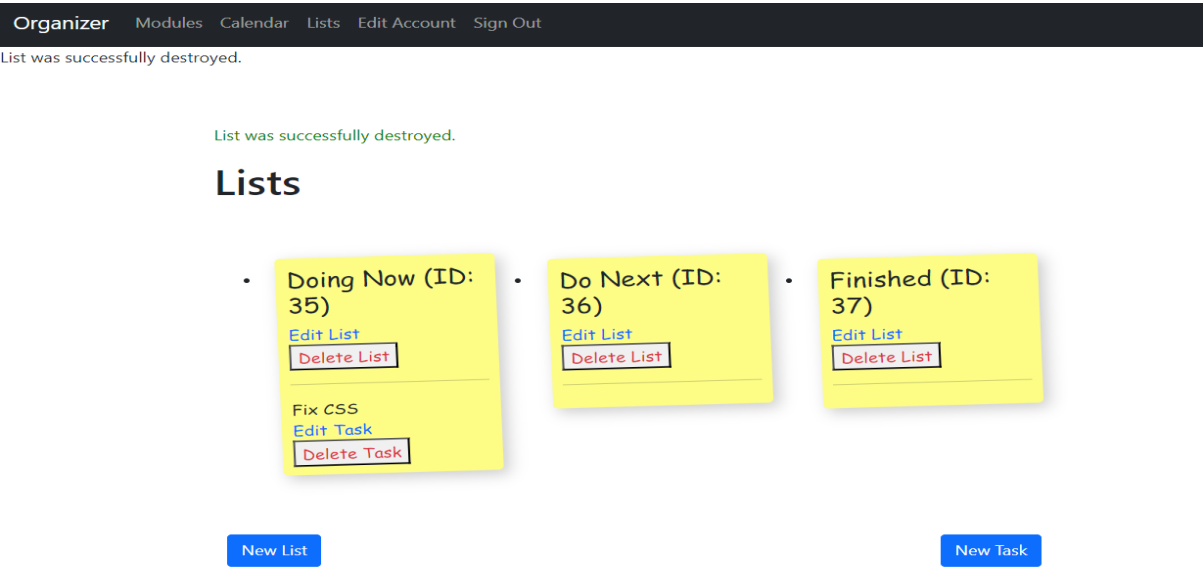 Organizer Modules Calendar Lists Edit Account Sign Out
List was successfully destroyed.
List was successfully destroyed.
Lists
Doing Now (ID:
35)
Edit List
Delete List
Fix CSS
Edit Task
Delete Task
Do Next (ID:
36)
Edit List
Delete List
Finished (ID:
37)
Edit List
Delete List
New List
New Task